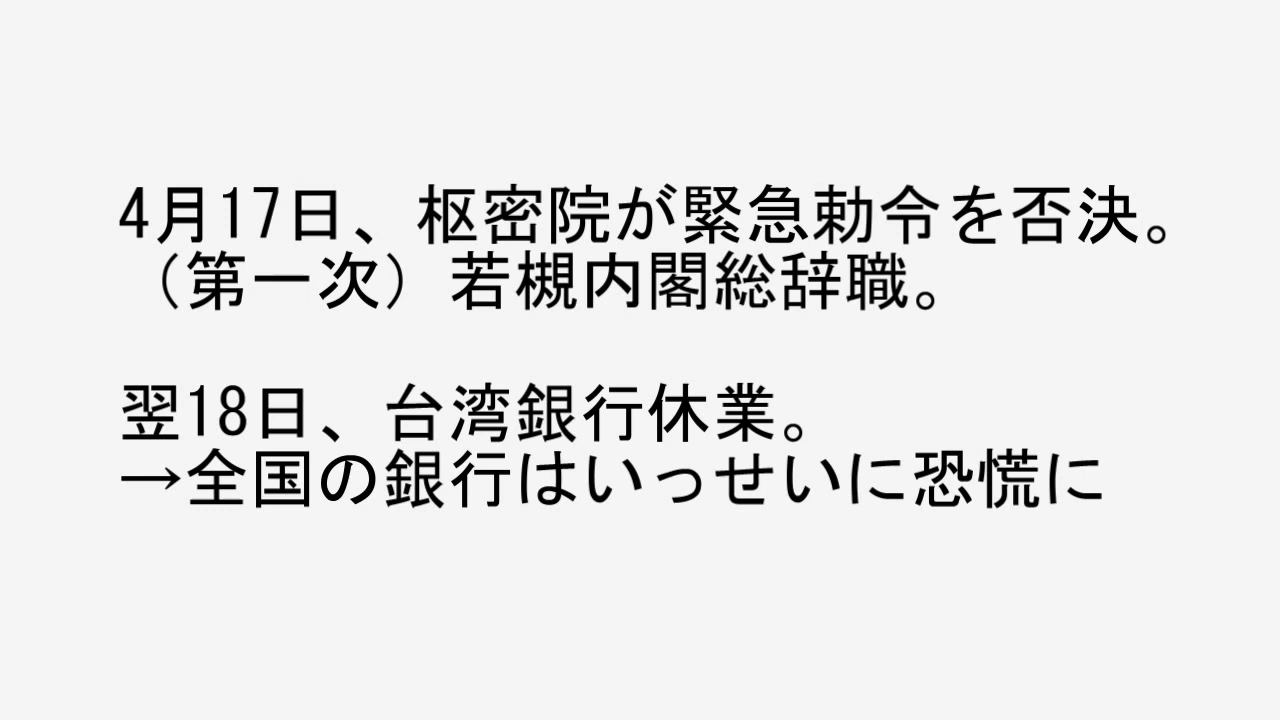 4月17日、枢密院が緊急勅令を否決。
（第一次）若槻内閣総辞職。
翌18日、台湾銀行休業。
→全国の銀行はいっせいに恐慌に